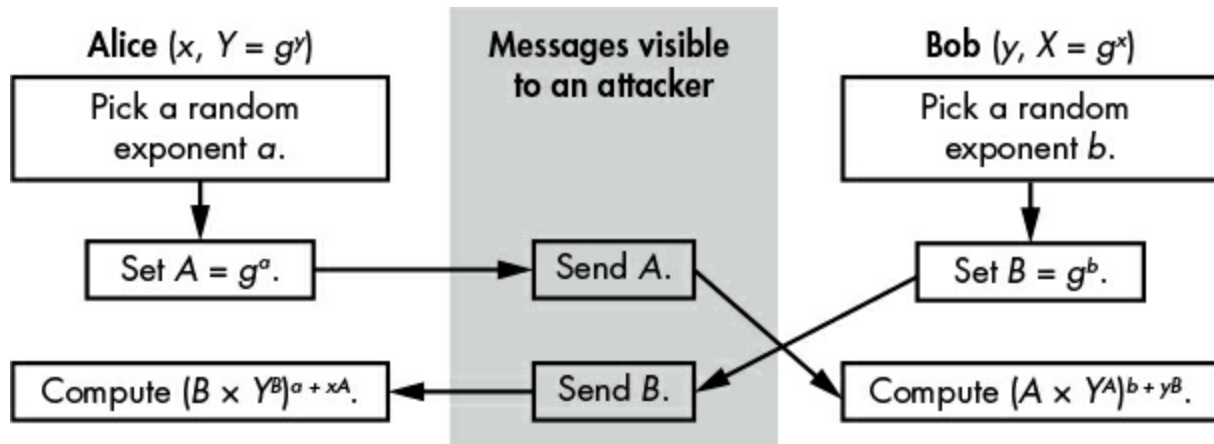 Alice (x, Y = g^y)
Pick a random
exponent a.
Set A = g^a.
Compute (B × Y^B)^{a + xA}.
Messages visible
to an attacker
Send A.
Send B.
Bob (y, X = g^x)
Pick a random
exponent b.
Set B = g^b.
Compute (A × Y^A)^{b + yB}.